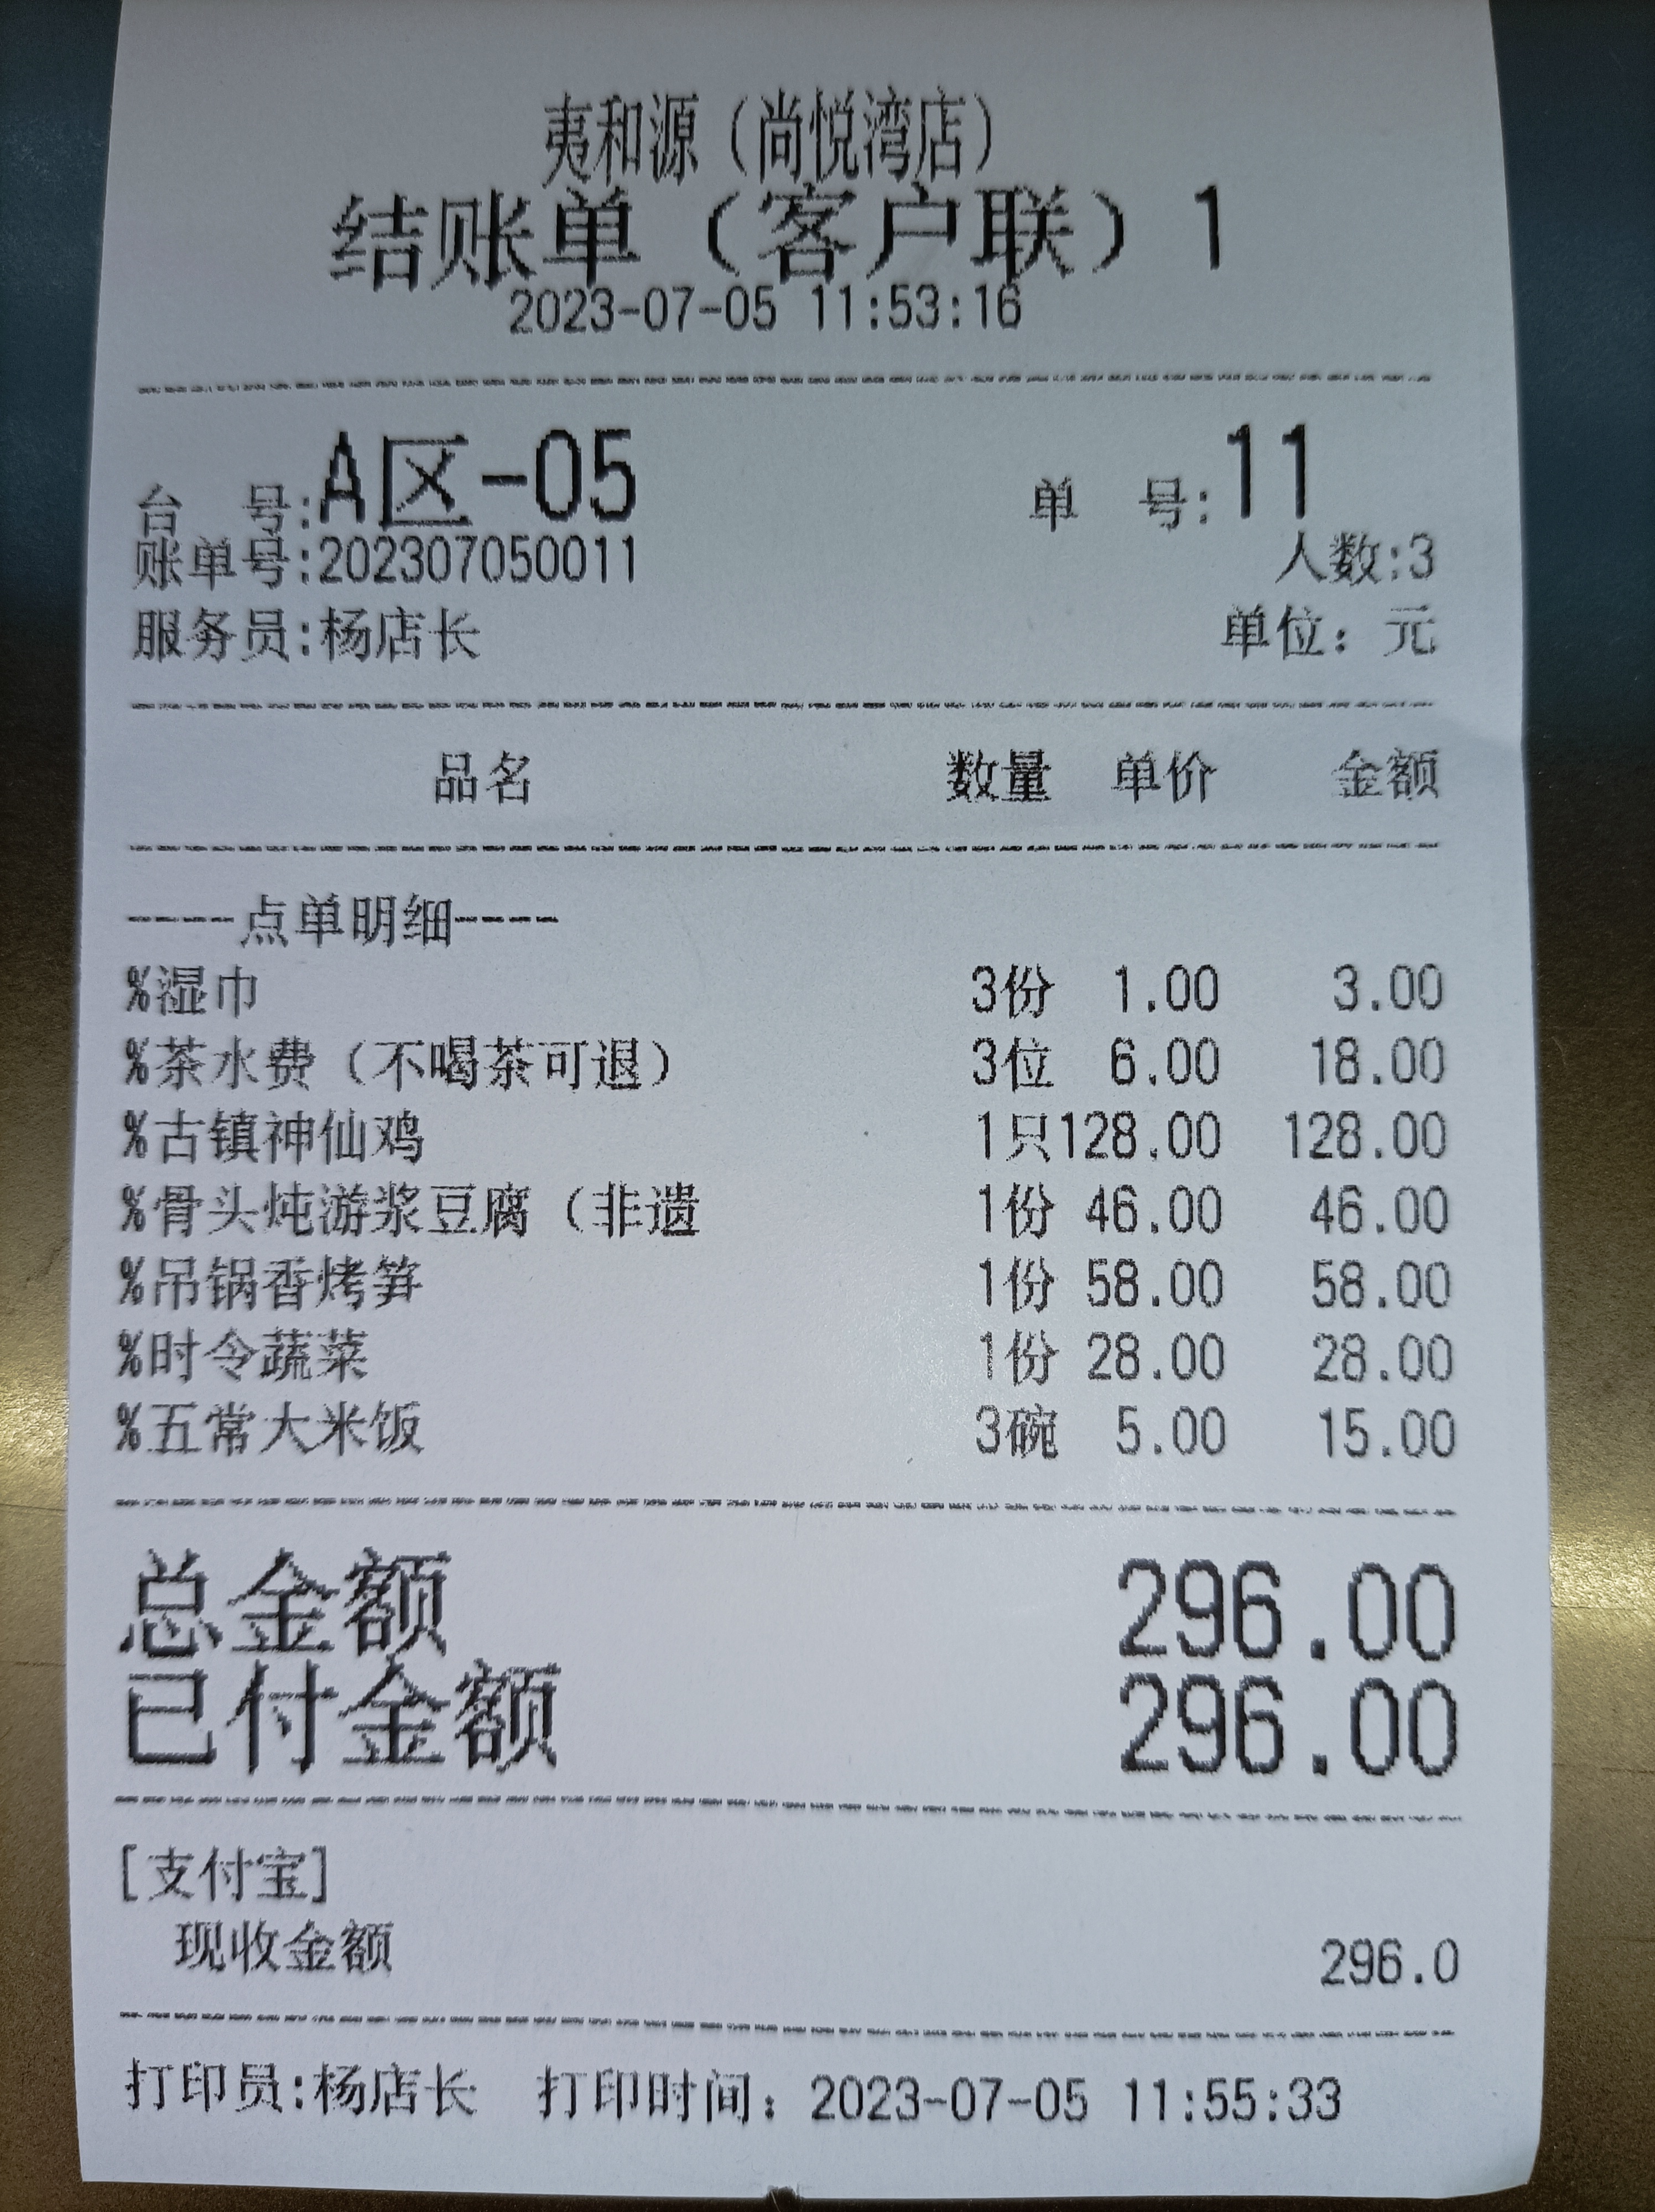 夷和源（尚悦湾店）
结账单（客户联）1
2023-07-05 11:53:16
台 号:A区-05 单 号:11
账单号:202307050011 人数:3
服务员:杨店长 单位：元
品名 数量 单价 金额
----点单明细----
%湿巾 3份 1.00 3.00
%茶水费（不喝茶可退） 3位 6.00 18.00
%古镇神仙鸡 1只128.00 128.00
%骨头炖游浆豆腐（非遗 1份 46.00 46.00
%吊锅香烤笋 1份 58.00 58.00
%时令蔬菜 1份 28.00 28.00
%五常大米饭 3碗 5.00 15.00
总金额 296.00
已付金额 296.00
[支付宝]
现收金额 296.0
打印员:杨店长 打印时间：2023-07-05 11:55:33